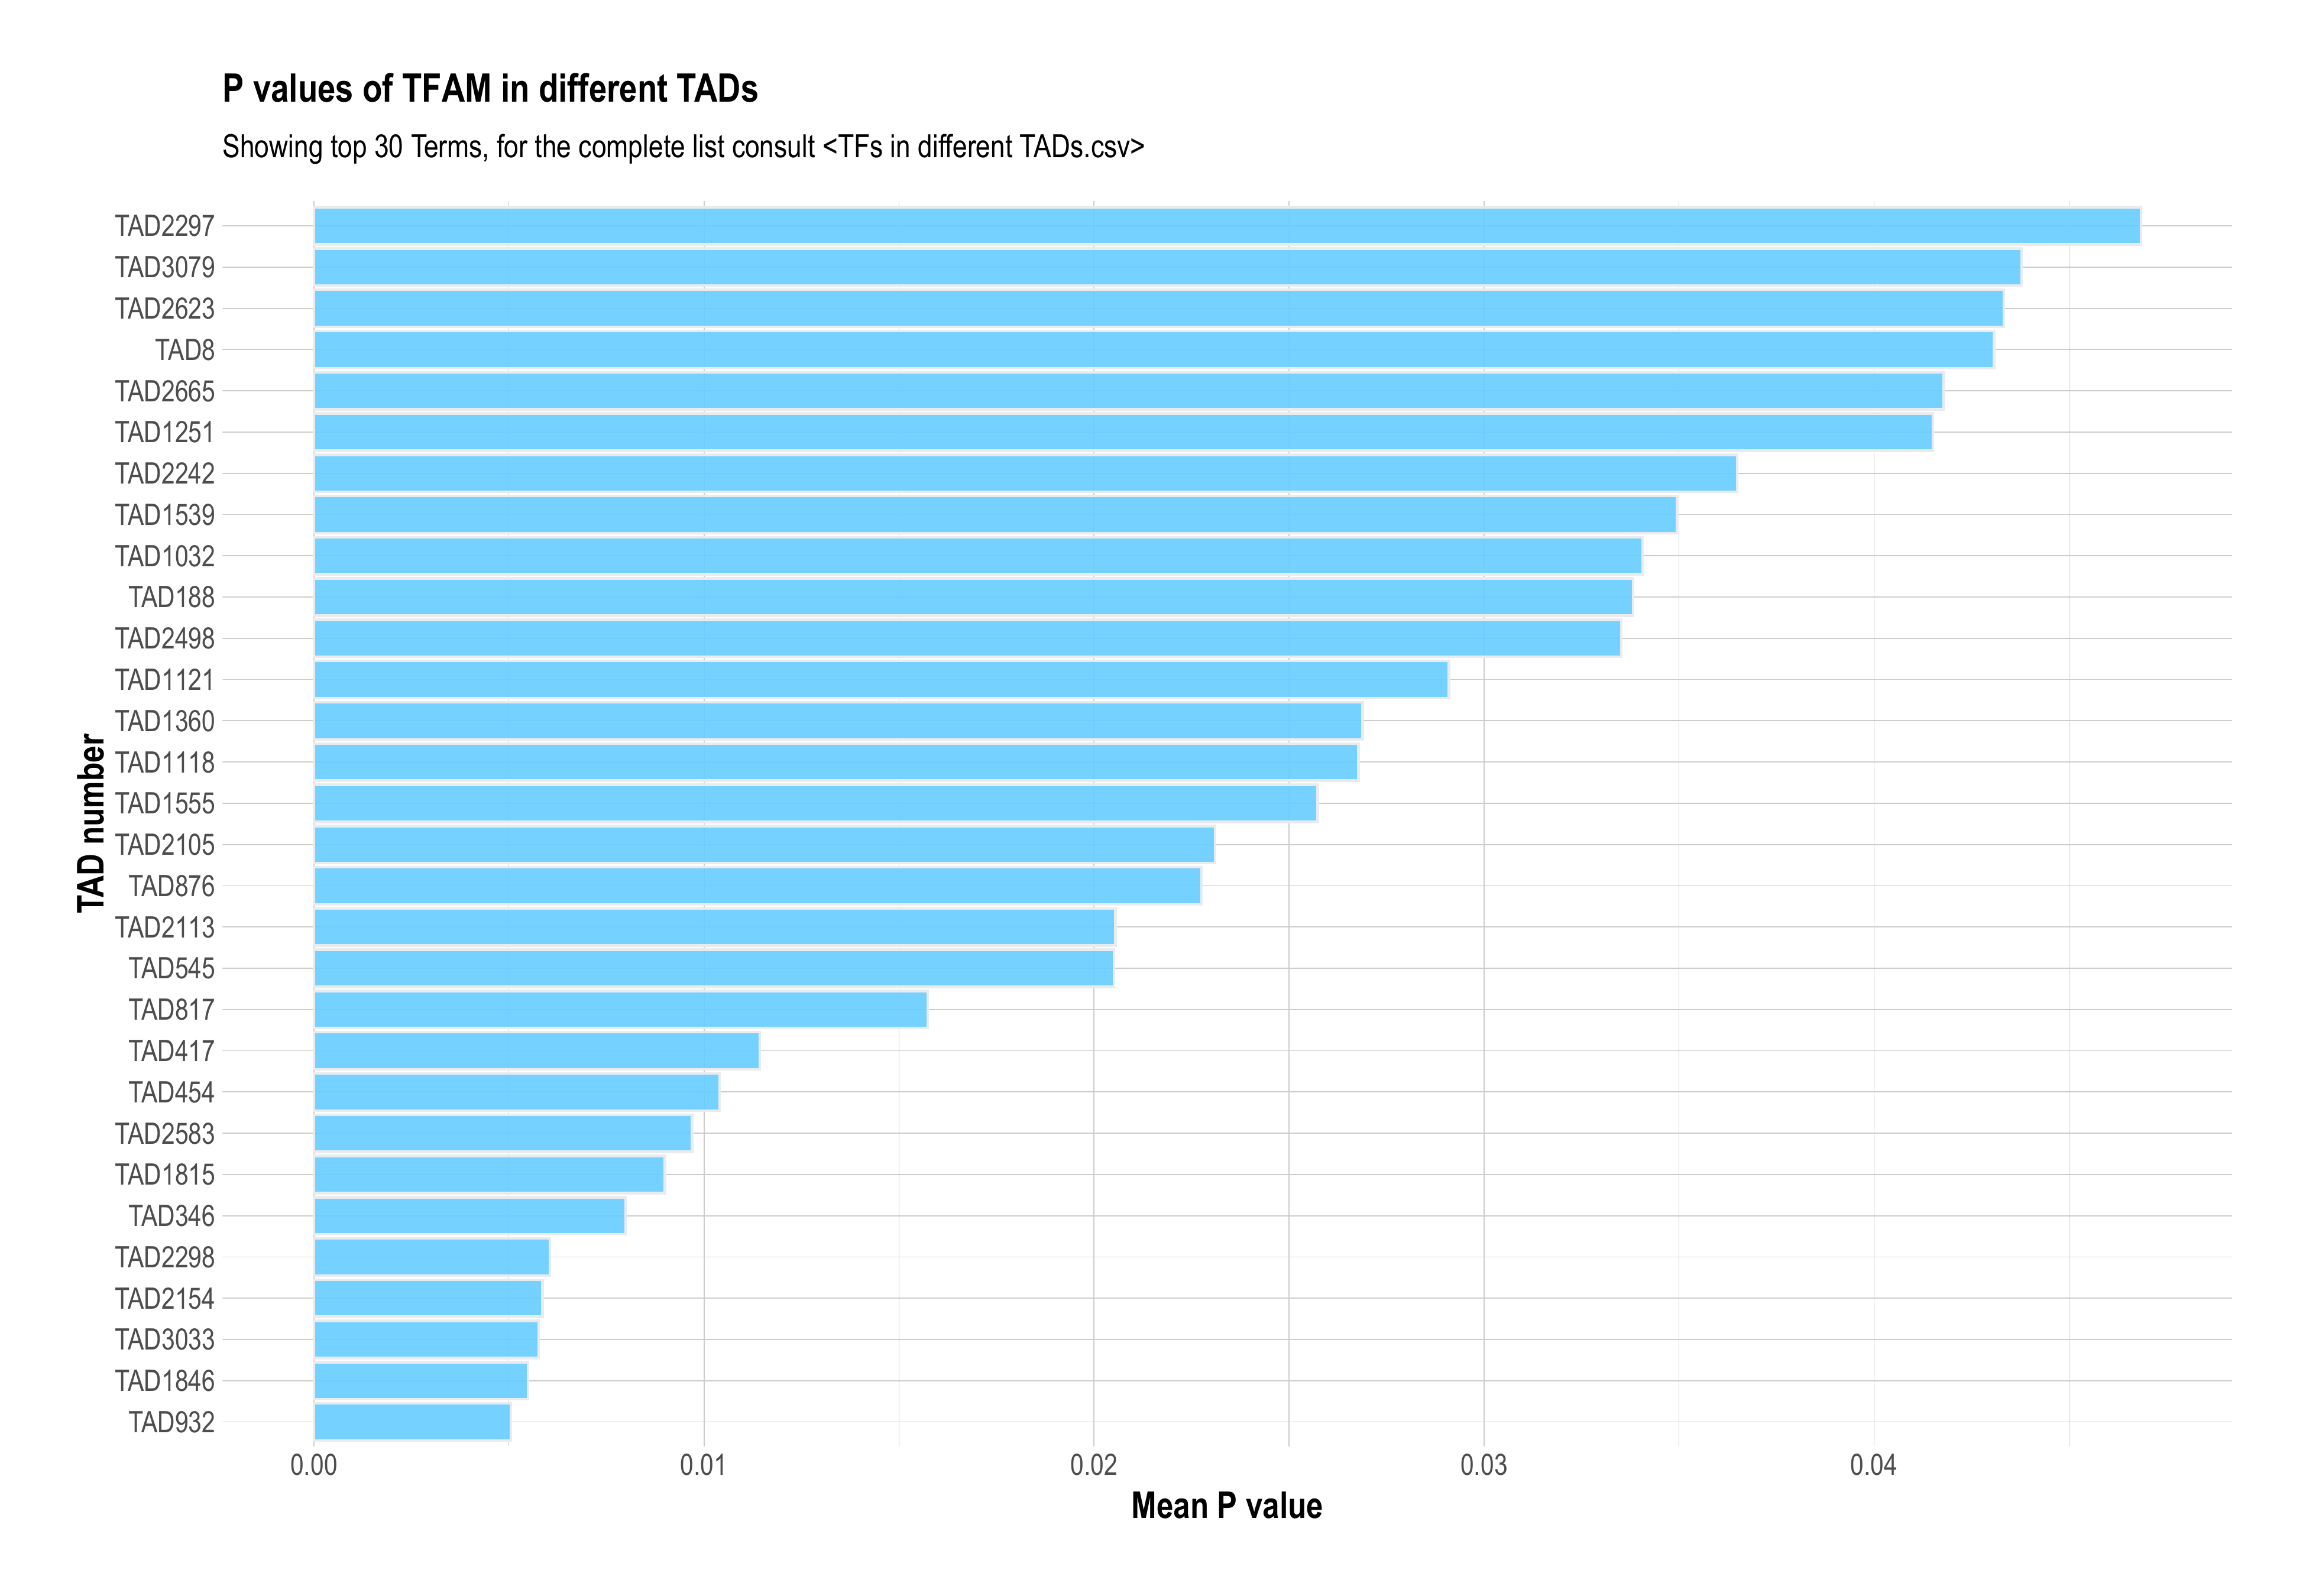 P values of TFAM in different TADs
Showing top 30 Terms, for the complete list consult <TFs in different TADs.csv>
TAD number
TAD2297
TAD3079
TAD2623
TAD8
TAD2665
TAD1251
TAD2242
TAD1539
TAD1032
TAD188
TAD2498
TAD1121
TAD1360
TAD1118
TAD1555
TAD2105
TAD876
TAD2113
TAD545
TAD817
TAD417
TAD454
TAD2583
TAD1815
TAD346
TAD2298
TAD2154
TAD3033
TAD1846
TAD932
0.00 0.01 0.02 0.03 0.04
Mean P value